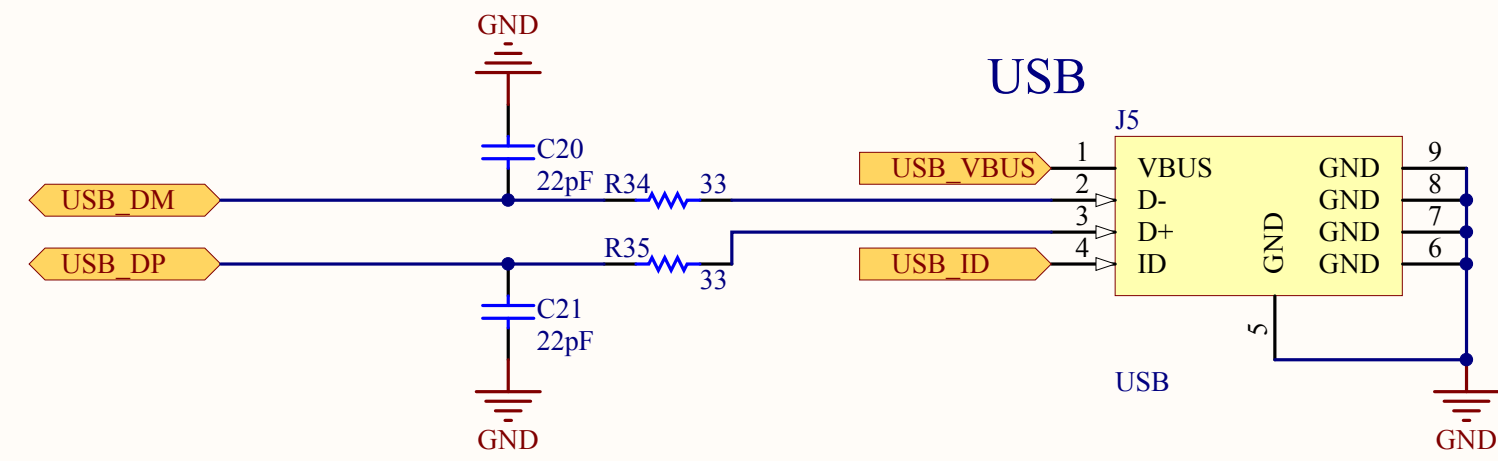 GND
USB
J5
C20
22pF
USB_VBUS
1
VBUS
GND
9
USB_DM
R34
33
2
D-
GND
8
3
D+
GND
7
USB_DP
R35
33
USB_ID
4
ID
GND
6
GND
C21
22pF
5
USB
GND
GND